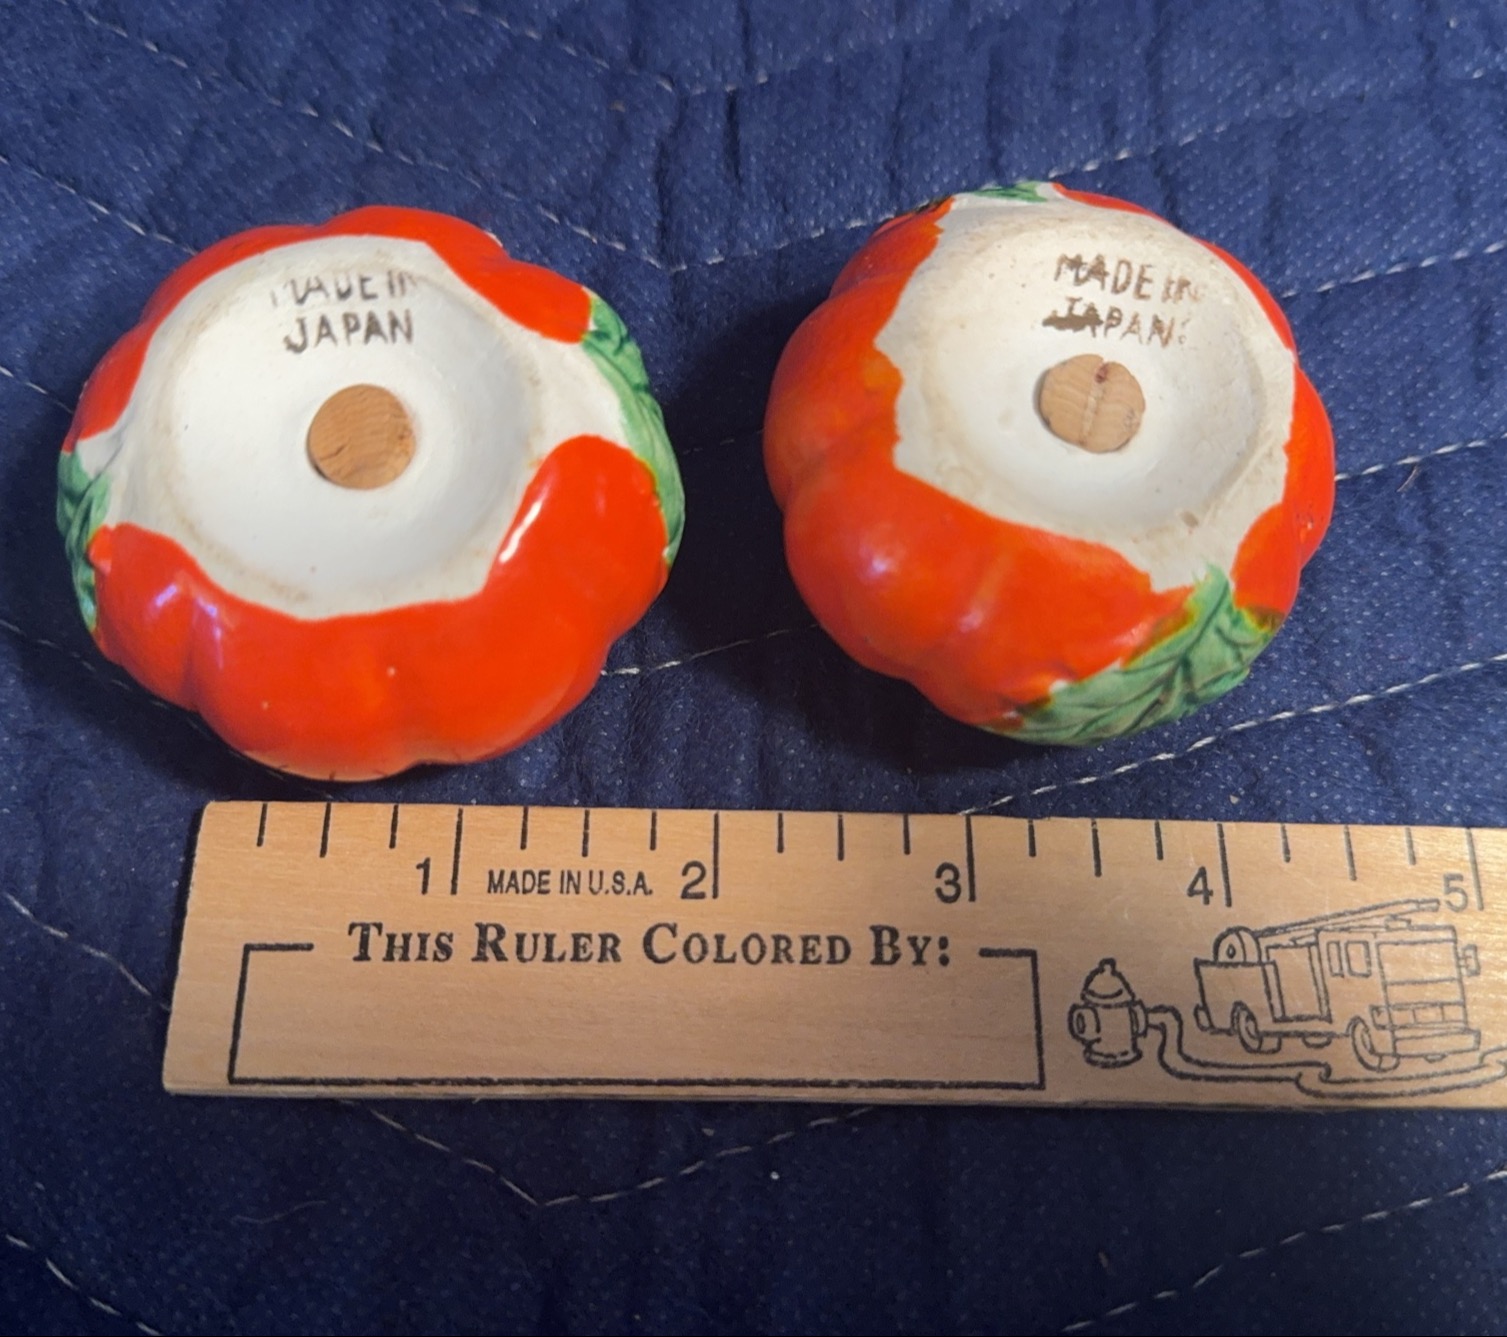 MADE IN
JAPAN
MADE IN
JAPAN
1 MADE IN U.S.A. 2 3 4 5
THIS RULER COLORED BY: